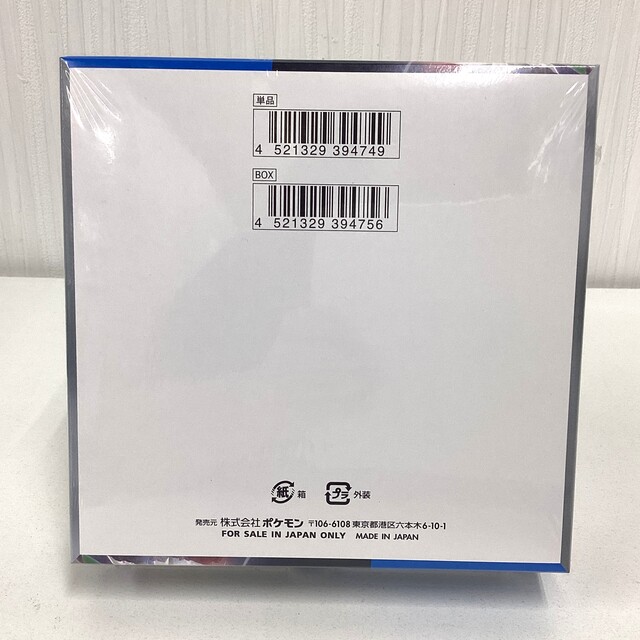 単品
4 521329 394749
BOX
4 521329 394756
紙 箱
プラ 外装
発売元 株式会社 ポケモン 〒106-6108 東京都港区六本木6-10-1
FOR SALE IN JAPAN ONLY MADE IN JAPAN